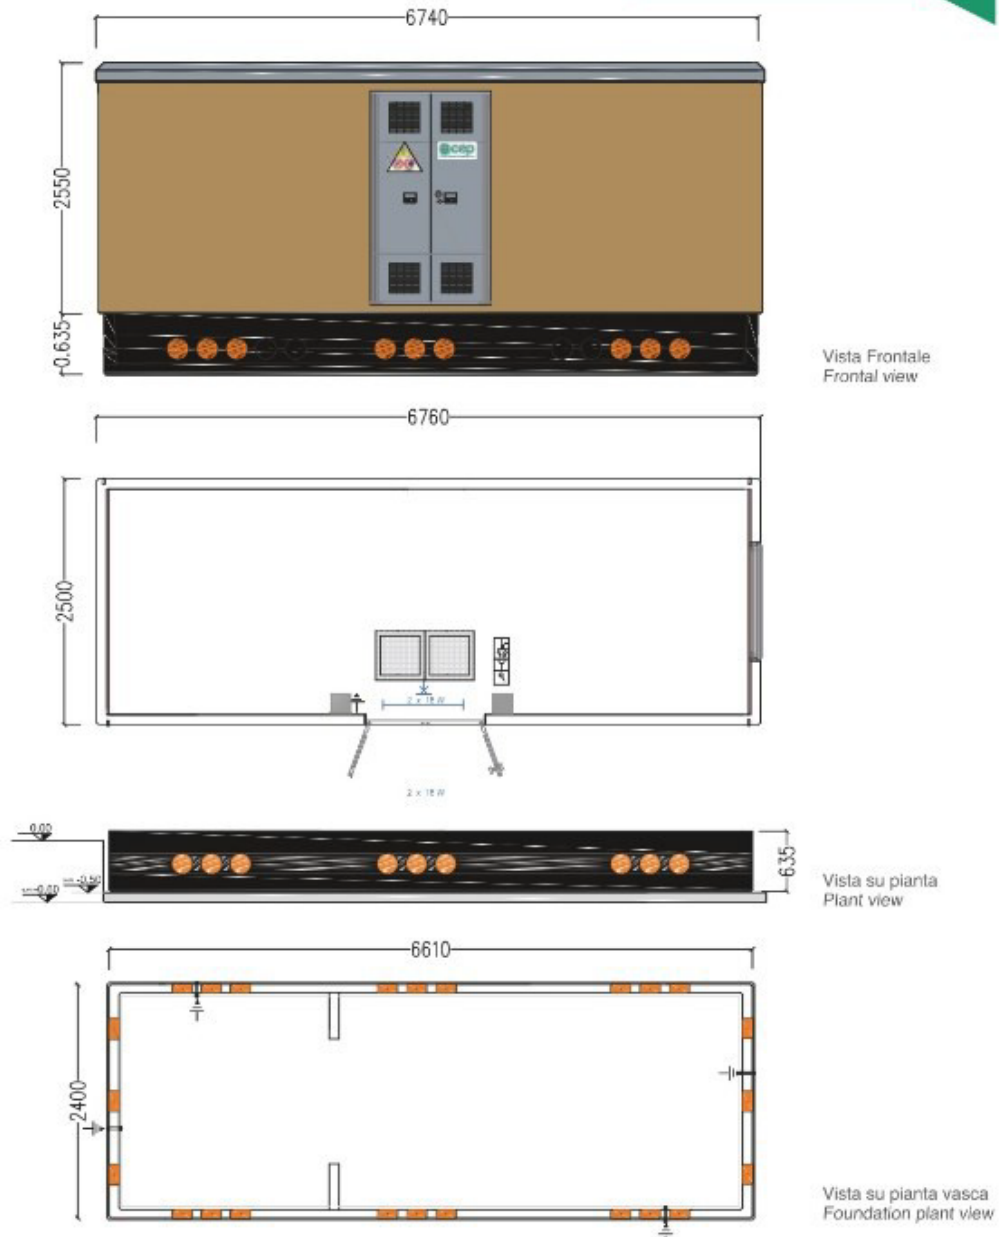 6740
2550
cep
0.635
Vista Frontale
Frontal view
6760
2500
2 x 18 W
2 x 18 W
0.00
-0.50
635
Vista su pianta
Plant view
6610
2400
Vista su pianta vasca
Foundation plant view